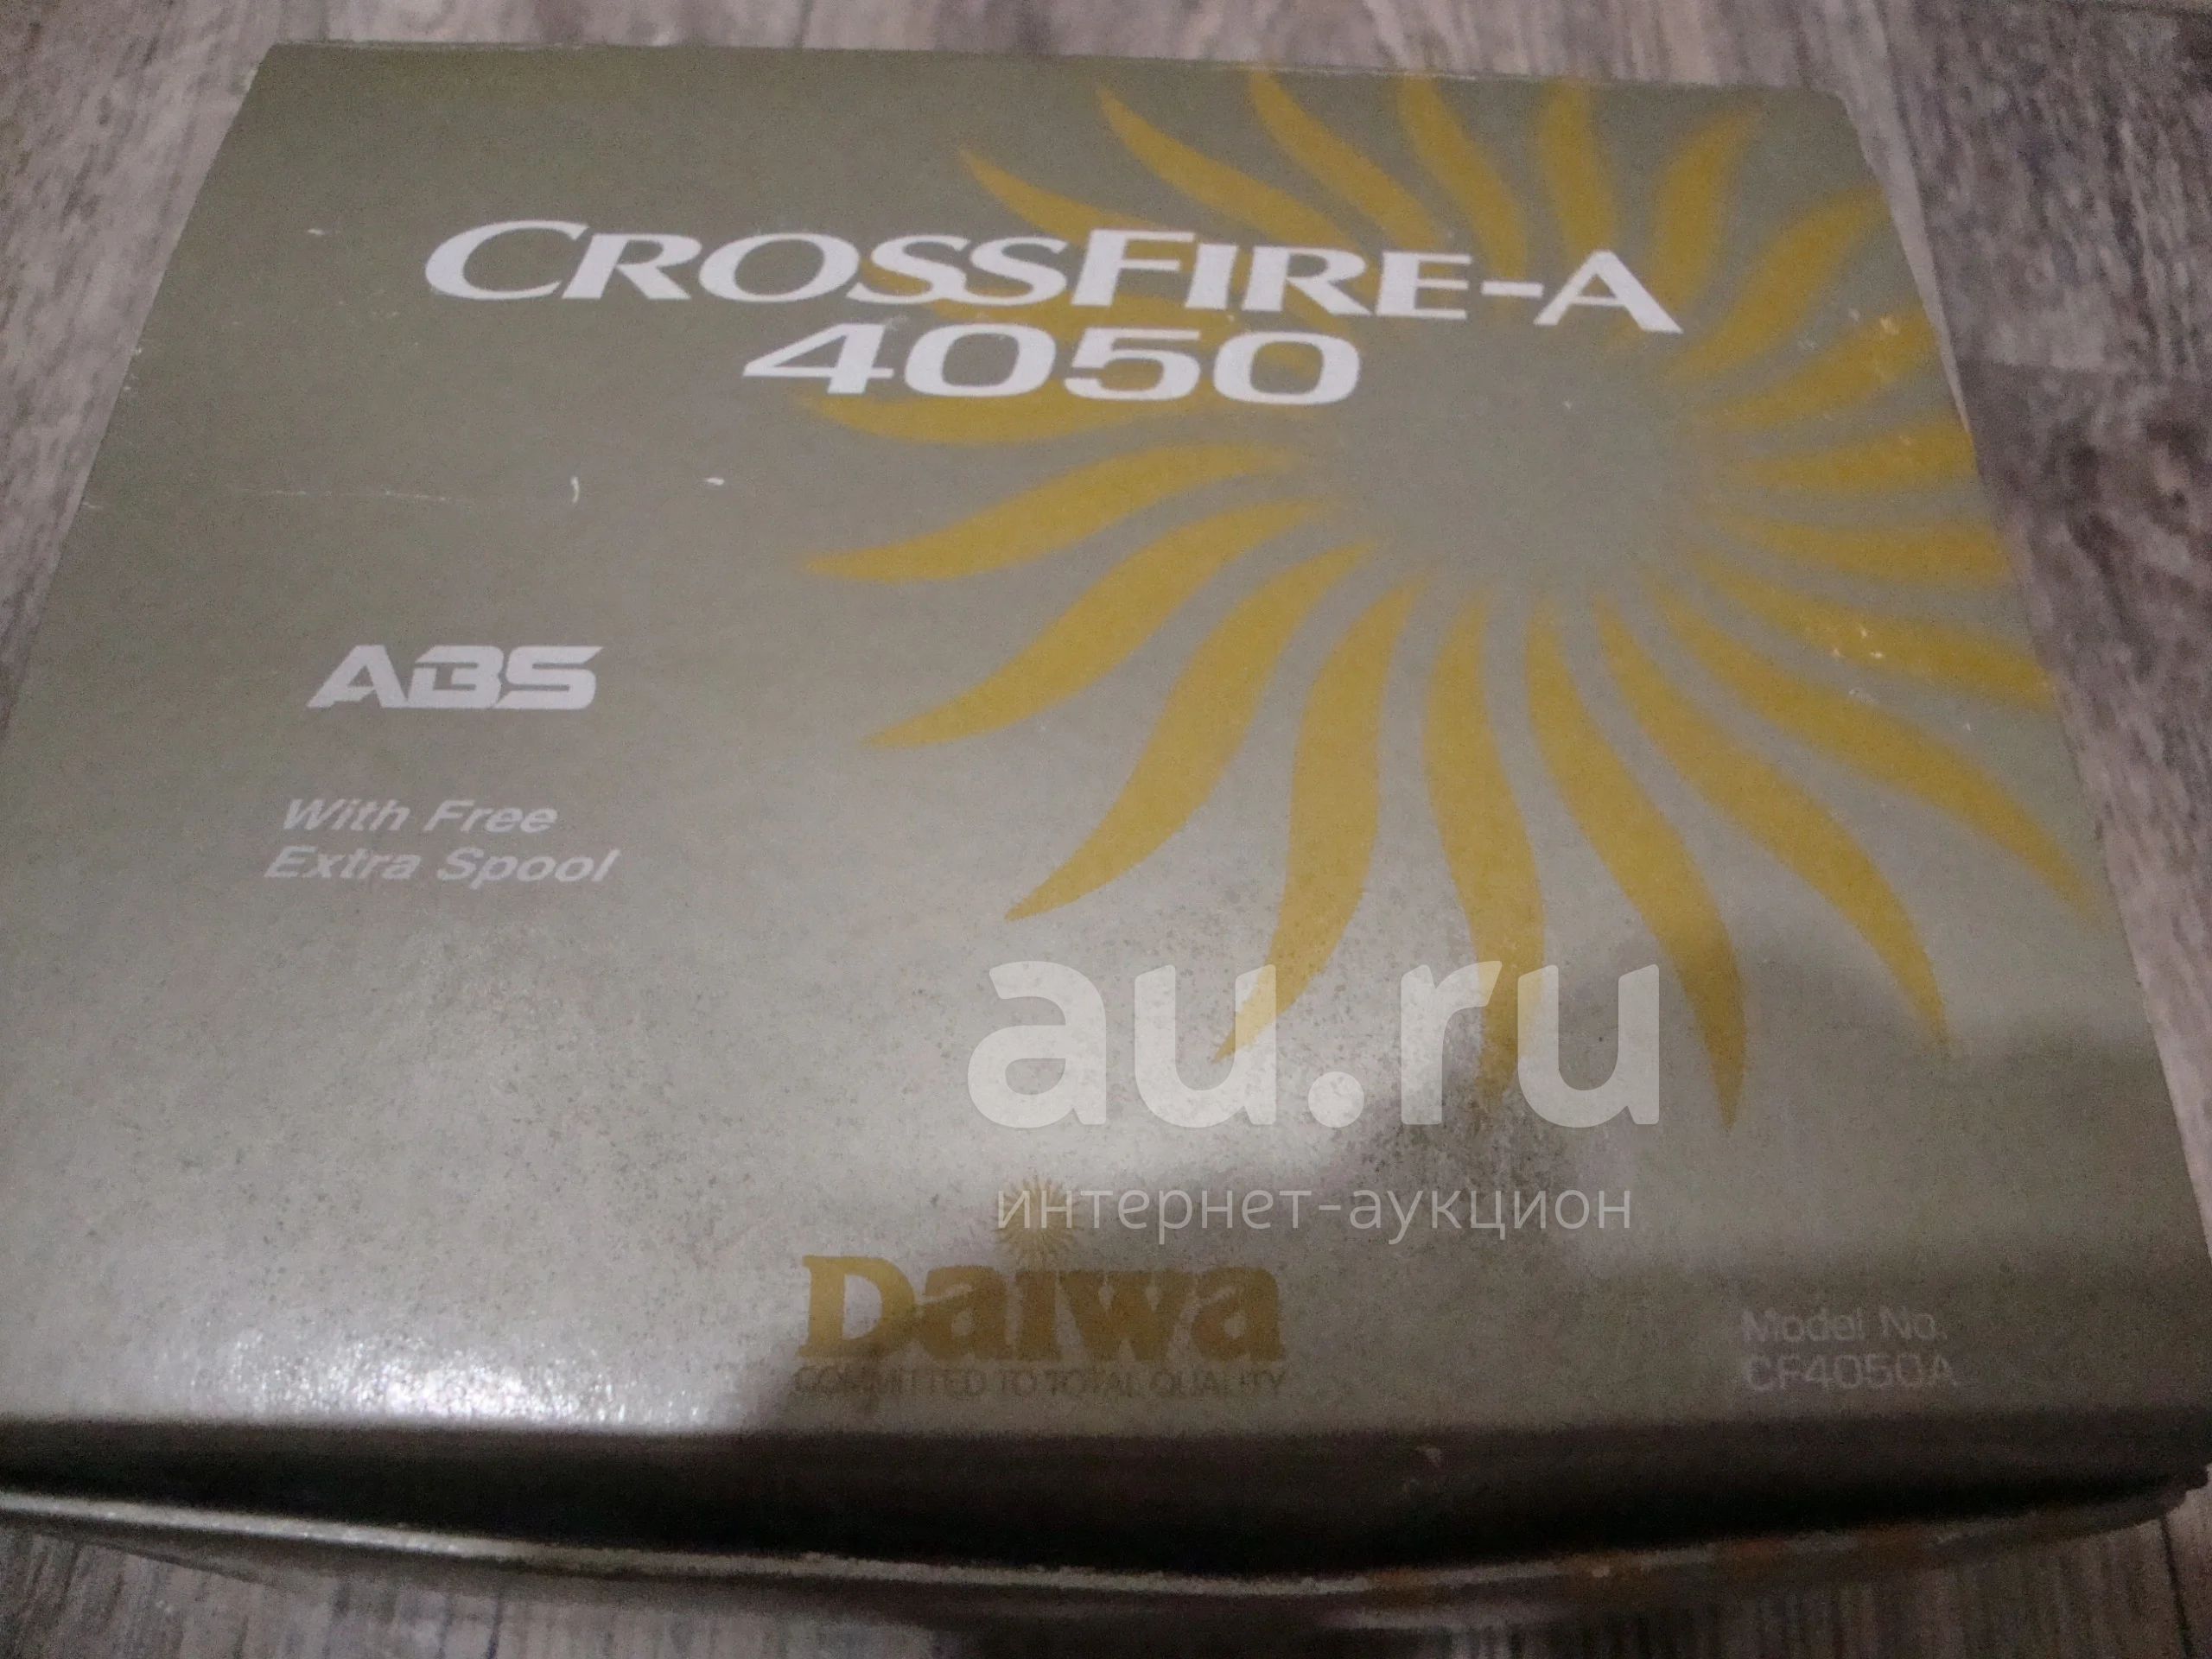 CROSSFIRE-A
4050
ABS
With Free
Extra Spool
au.ru
интернет-аукцион
Daiwa
COMMITTED TO TOTAL QUALITY
Model No.
CF4050A